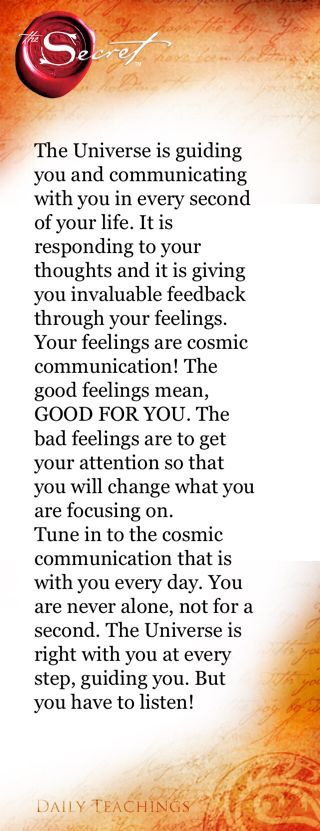 the Secret™
The Universe is guiding
you and communicating
with you in every second
of your life. It is
responding to your
thoughts and it is giving
you invaluable feedback
through your feelings.
Your feelings are cosmic
communication! The
good feelings mean,
GOOD FOR YOU. The
bad feelings are to get
your attention so that
you will change what you
are focusing on.
Tune in to the cosmic
communication that is
with you every day. You
are never alone, not for a
second. The Universe is
right with you at every
step, guiding you. But
you have to listen!
DAILY TEACHINGS